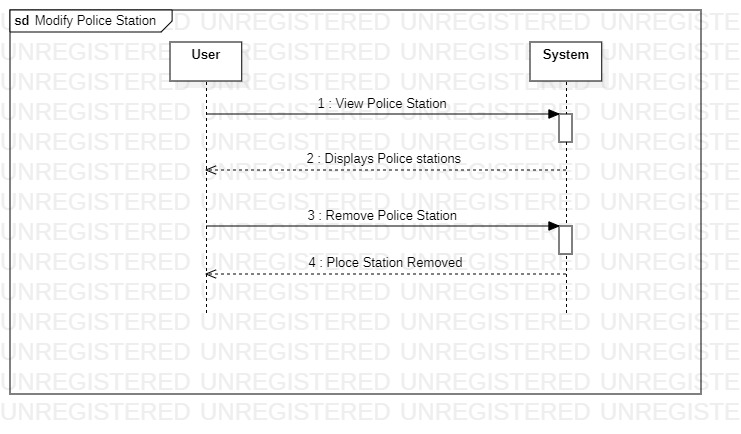 UNREGISTERED UNREGISTERED UNREGISTERED UNREGISTE
sd Modify Police Station
User System
1 : View Police Station
2 : Displays Police stations
3 : Remove Police Station
4 : Ploce Station Removed